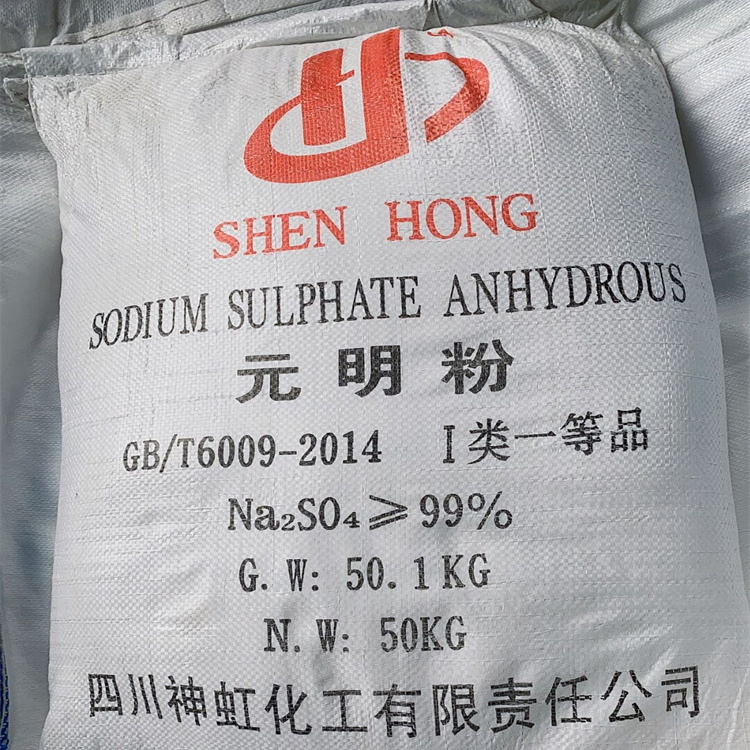 SHEN HONG
SODIUM SULPHATE ANHYDROUS
元明粉
GB/T6009-2014 I类一等品
Na₂SO₄≥99%
G.W: 50.1KG
N.W: 50KG
四川神虹化工有限责任公司